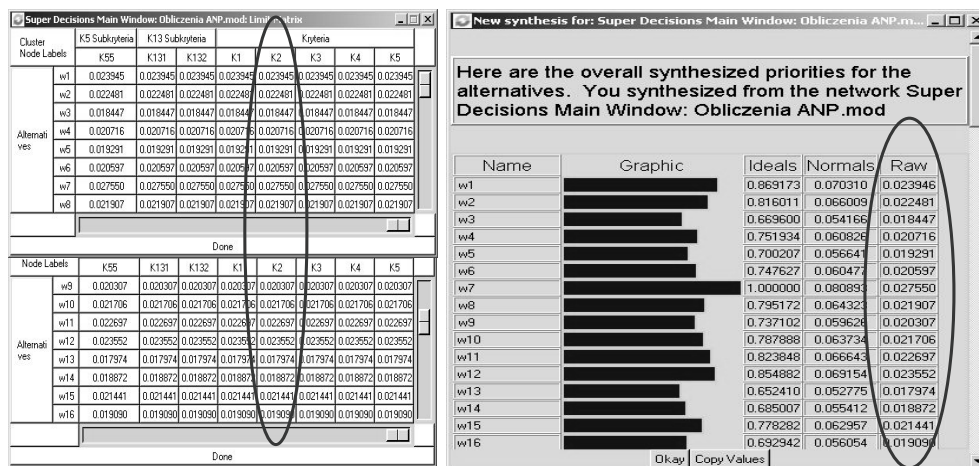 Super Decisions Main Window: Obliczenia ANP.mod: Limit Matrix
Cluster Node Labels K5 Subkryteria K13 Subkryteria Kryteria
K55 K131 K132 K1 K2 K3 K4 K5
Alternatives
w1 0.023945 0.023945 0.023945 0.023945 0.023945 0.023945 0.023945 0.023945
w2 0.022481 0.022481 0.022481 0.022481 0.022481 0.022481 0.022481 0.022481
w3 0.018447 0.018447 0.018447 0.018447 0.018447 0.018447 0.018447 0.018447
w4 0.020716 0.020716 0.020716 0.020716 0.020716 0.020716 0.020716 0.020716
w5 0.019291 0.019291 0.019291 0.019291 0.019291 0.019291 0.019291 0.019291
w6 0.020597 0.020597 0.020597 0.020597 0.020597 0.020597 0.020597 0.020597
w7 0.027550 0.027550 0.027550 0.027550 0.027550 0.027550 0.027550 0.027550
w8 0.021907 0.021907 0.021907 0.021907 0.021907 0.021907 0.021907 0.021907
Done
Node Labels K55 K131 K132 K1 K2 K3 K4 K5
Alternatives
w9 0.020307 0.020307 0.020307 0.020307 0.020307 0.020307 0.020307 0.020307
w10 0.021706 0.021706 0.021706 0.021706 0.021706 0.021706 0.021706 0.021706
w11 0.022697 0.022697 0.022697 0.022697 0.022697 0.022697 0.022697 0.022697
w12 0.023552 0.023552 0.023552 0.023552 0.023552 0.023552 0.023552 0.023552
w13 0.017974 0.017974 0.017974 0.017974 0.017974 0.017974 0.017974 0.017974
w14 0.018872 0.018872 0.018872 0.018872 0.018872 0.018872 0.018872 0.018872
w15 0.021441 0.021441 0.021441 0.021441 0.021441 0.021441 0.021441 0.021441
w16 0.019090 0.019090 0.019090 0.019090 0.019090 0.019090 0.019090 0.019090
Done
New synthesis for: Super Decisions Main Window: Obliczenia ANP.m...
Here are the overall synthesized priorities for the
alternatives. You synthesized from the network Super
Decisions Main Window: Obliczenia ANP.mod
Name Graphic Ideals Normals Raw
w1 0.869173 0.070310 0.023946
w2 0.816011 0.066009 0.022481
w3 0.669600 0.054166 0.018447
w4 0.751934 0.060826 0.020716
w5 0.700207 0.056641 0.019291
w6 0.747627 0.060477 0.020597
w7 1.000000 0.080893 0.027550
w8 0.795172 0.064323 0.021907
w9 0.737102 0.059626 0.020307
w10 0.787888 0.063734 0.021706
w11 0.823848 0.066643 0.022697
w12 0.854882 0.069154 0.023552
w13 0.652410 0.052775 0.017974
w14 0.685007 0.055412 0.018872
w15 0.778282 0.062957 0.021441
w16 0.692942 0.056054 0.019090
Okay Copy Values